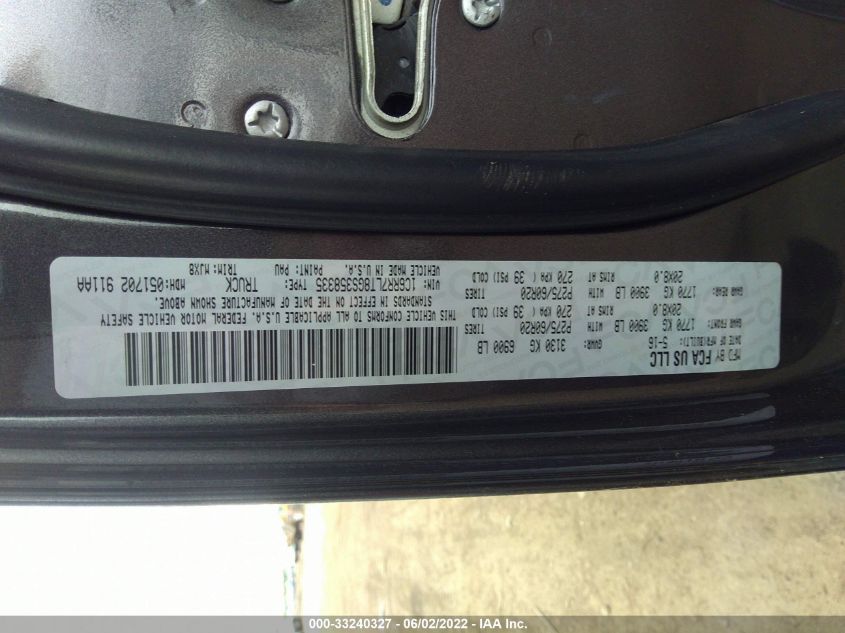 MFD BY FCA US LLC
DATE OF MFR(BUILT): 5-16 GVWR: 3130 KG 6900 LB
GAWR FRONT: 1770 KG 3900 LB WITH P275/60R20 TIRES
20X8.0 RIMS AT 270 KPA ( 39 PSI) COLD
GAWR REAR: 1770 KG 3900 LB WITH P275/60R20 TIRES
20X8.0 RIMS AT 270 KPA ( 39 PSI) COLD
THIS VEHICLE CONFORMS TO ALL APPLICABLE U.S.A. FEDERAL MOTOR VEHICLE SAFETY
STANDARDS IN EFFECT ON THE DATE OF MANUFACTURE SHOWN ABOVE.
VIN: 1C6RR7LT8GS358335 TYPE: TRUCK MDH: 051702 911AA
VEHICLE MADE IN U.S.A. PAINT: PAU TRIM: MJX8
000-33240327 - 06/02/2022 - IAA Inc.